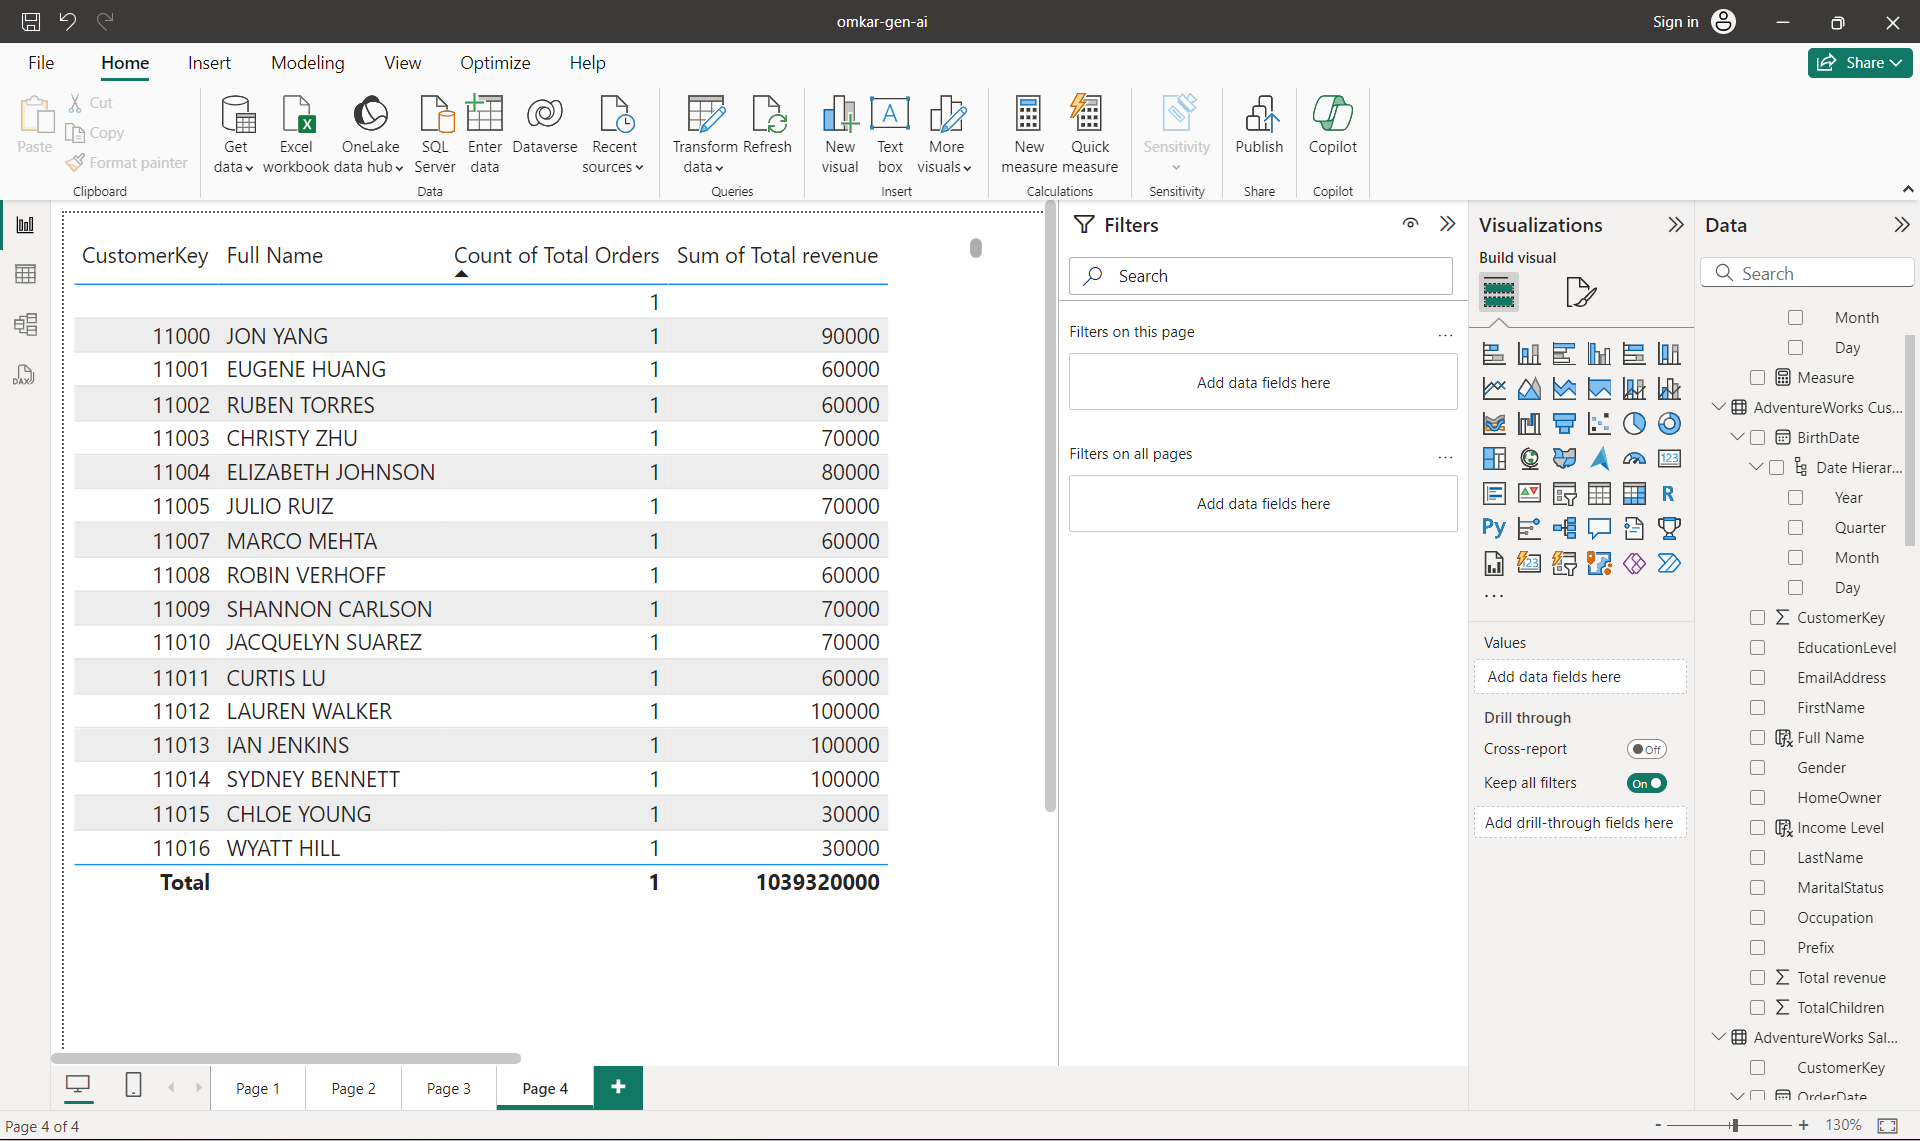 omkar-gen-ai
Sign in
File
Home
Insert
Modeling
View
Optimize
Help
Share
Paste
Cut
Copy
Format painter
Clipboard
Get data
Excel workbook
OneLake data hub
SQL Server
Enter data
Dataverse
Recent sources
Data
Transform data
Refresh
Queries
New visual
A
Text box
More visuals
Insert
New measure
Quick measure
Calculations
Sensitivity
Sensitivity
Publish
Share
Copilot
Copilot
DAX
CustomerKey Full Name Count of Total Orders Sum of Total revenue
1
11000 JON YANG 1 90000
11001 EUGENE HUANG 1 60000
11002 RUBEN TORRES 1 60000
11003 CHRISTY ZHU 1 70000
11004 ELIZABETH JOHNSON 1 80000
11005 JULIO RUIZ 1 70000
11007 MARCO MEHTA 1 60000
11008 ROBIN VERHOFF 1 60000
11009 SHANNON CARLSON 1 70000
11010 JACQUELYN SUAREZ 1 70000
11011 CURTIS LU 1 60000
11012 LAUREN WALKER 1 100000
11013 IAN JENKINS 1 100000
11014 SYDNEY BENNETT 1 100000
11015 CHLOE YOUNG 1 30000
11016 WYATT HILL 1 30000
Total 1 1039320000
Filters
Search
Filters on this page
...
Add data fields here
Filters on all pages
...
Add data fields here
Visualizations
Build visual
123
R
Py
123
...
Values
Add data fields here
Drill through
Cross-report
Off
Keep all filters
On
Add drill-through fields here
Data
Search
Month
Day
Measure
AdventureWorks Cus...
BirthDate
Date Hierar...
Year
Quarter
Month
Day
CustomerKey
EducationLevel
EmailAddress
FirstName
Full Name
Gender
HomeOwner
Income Level
LastName
MaritalStatus
Occupation
Prefix
Total revenue
TotalChildren
AdventureWorks Sal...
CustomerKey
OrderDate
Page 1
Page 2
Page 3
Page 4
+
Page 4 of 4
- + 130%